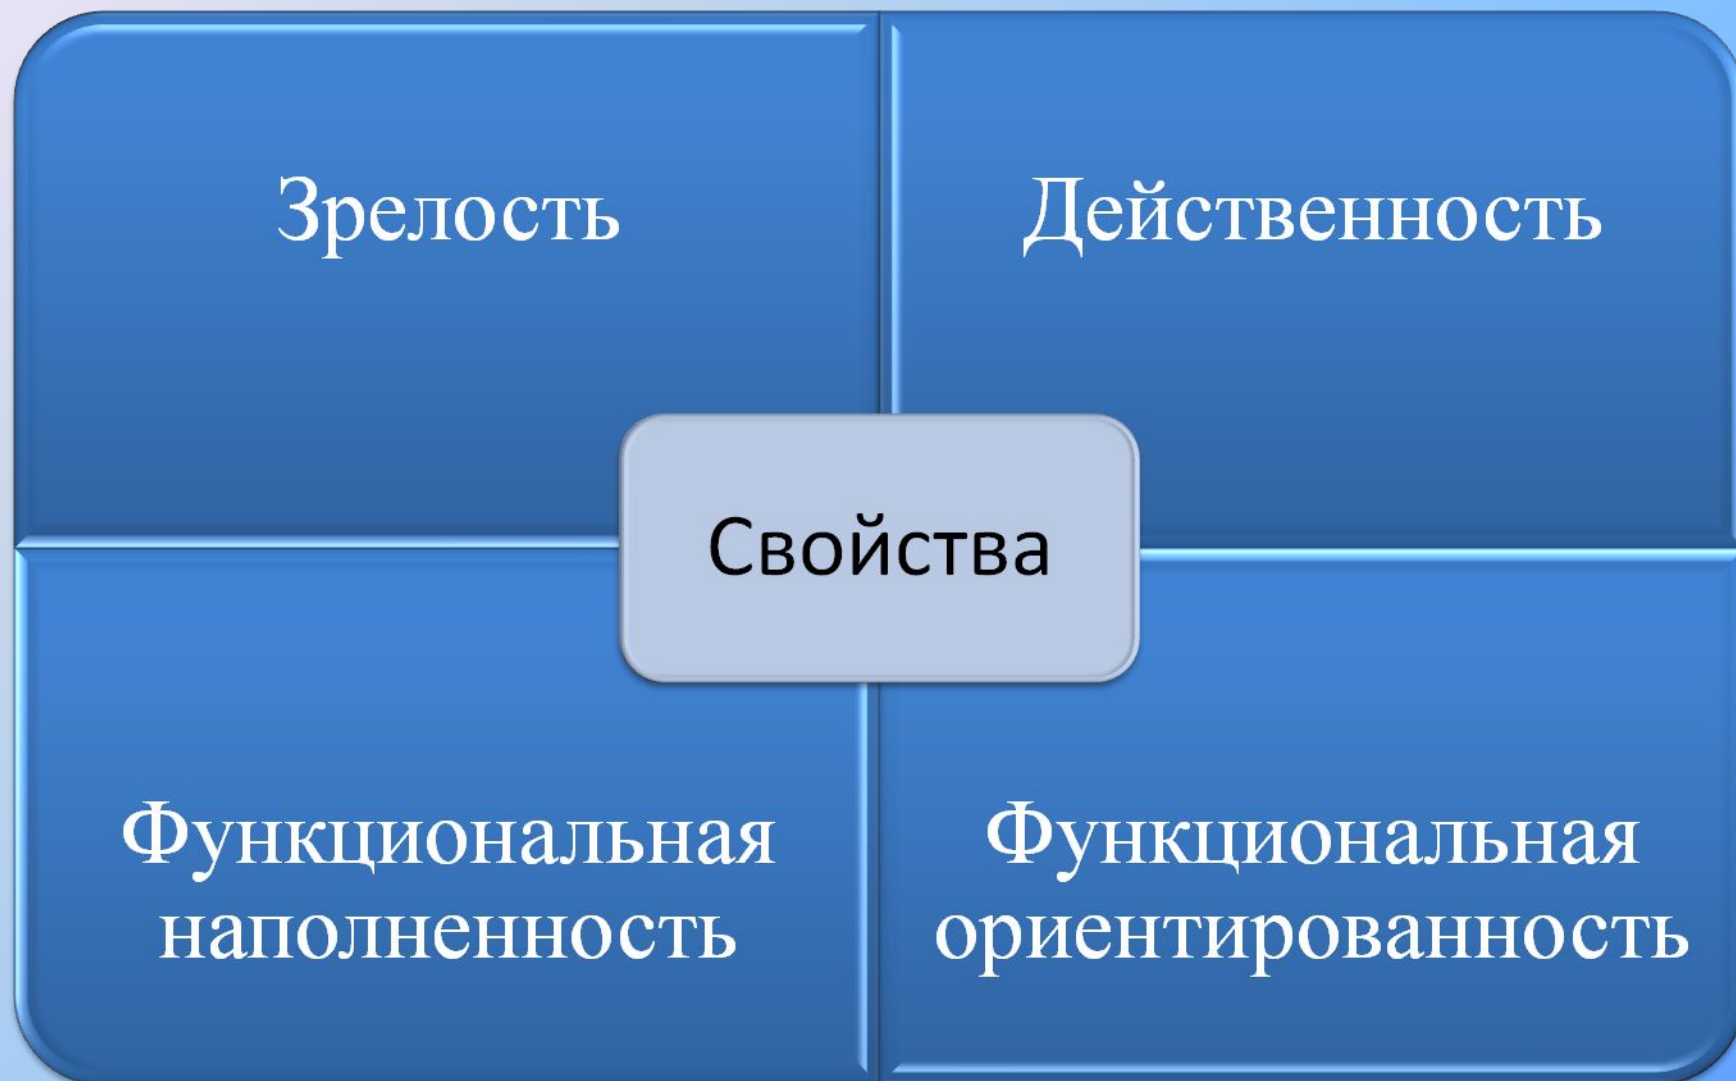 Зрелость
Действенность
Свойства
Функциональная
наполненность
Функциональная
ориентированность